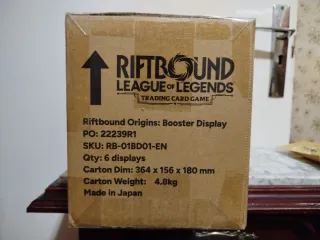 RIFTBOUND
LEAGUE OF LEGENDS
TRADING CARD GAME
Riftbound Origins: Booster Display
PO: 22239R1
SKU: RB-01BD01-EN
Qty: 6 displays
Carton Dim: 364 x 156 x 180 mm
Carton Weight: 4.8kg
Made in Japan